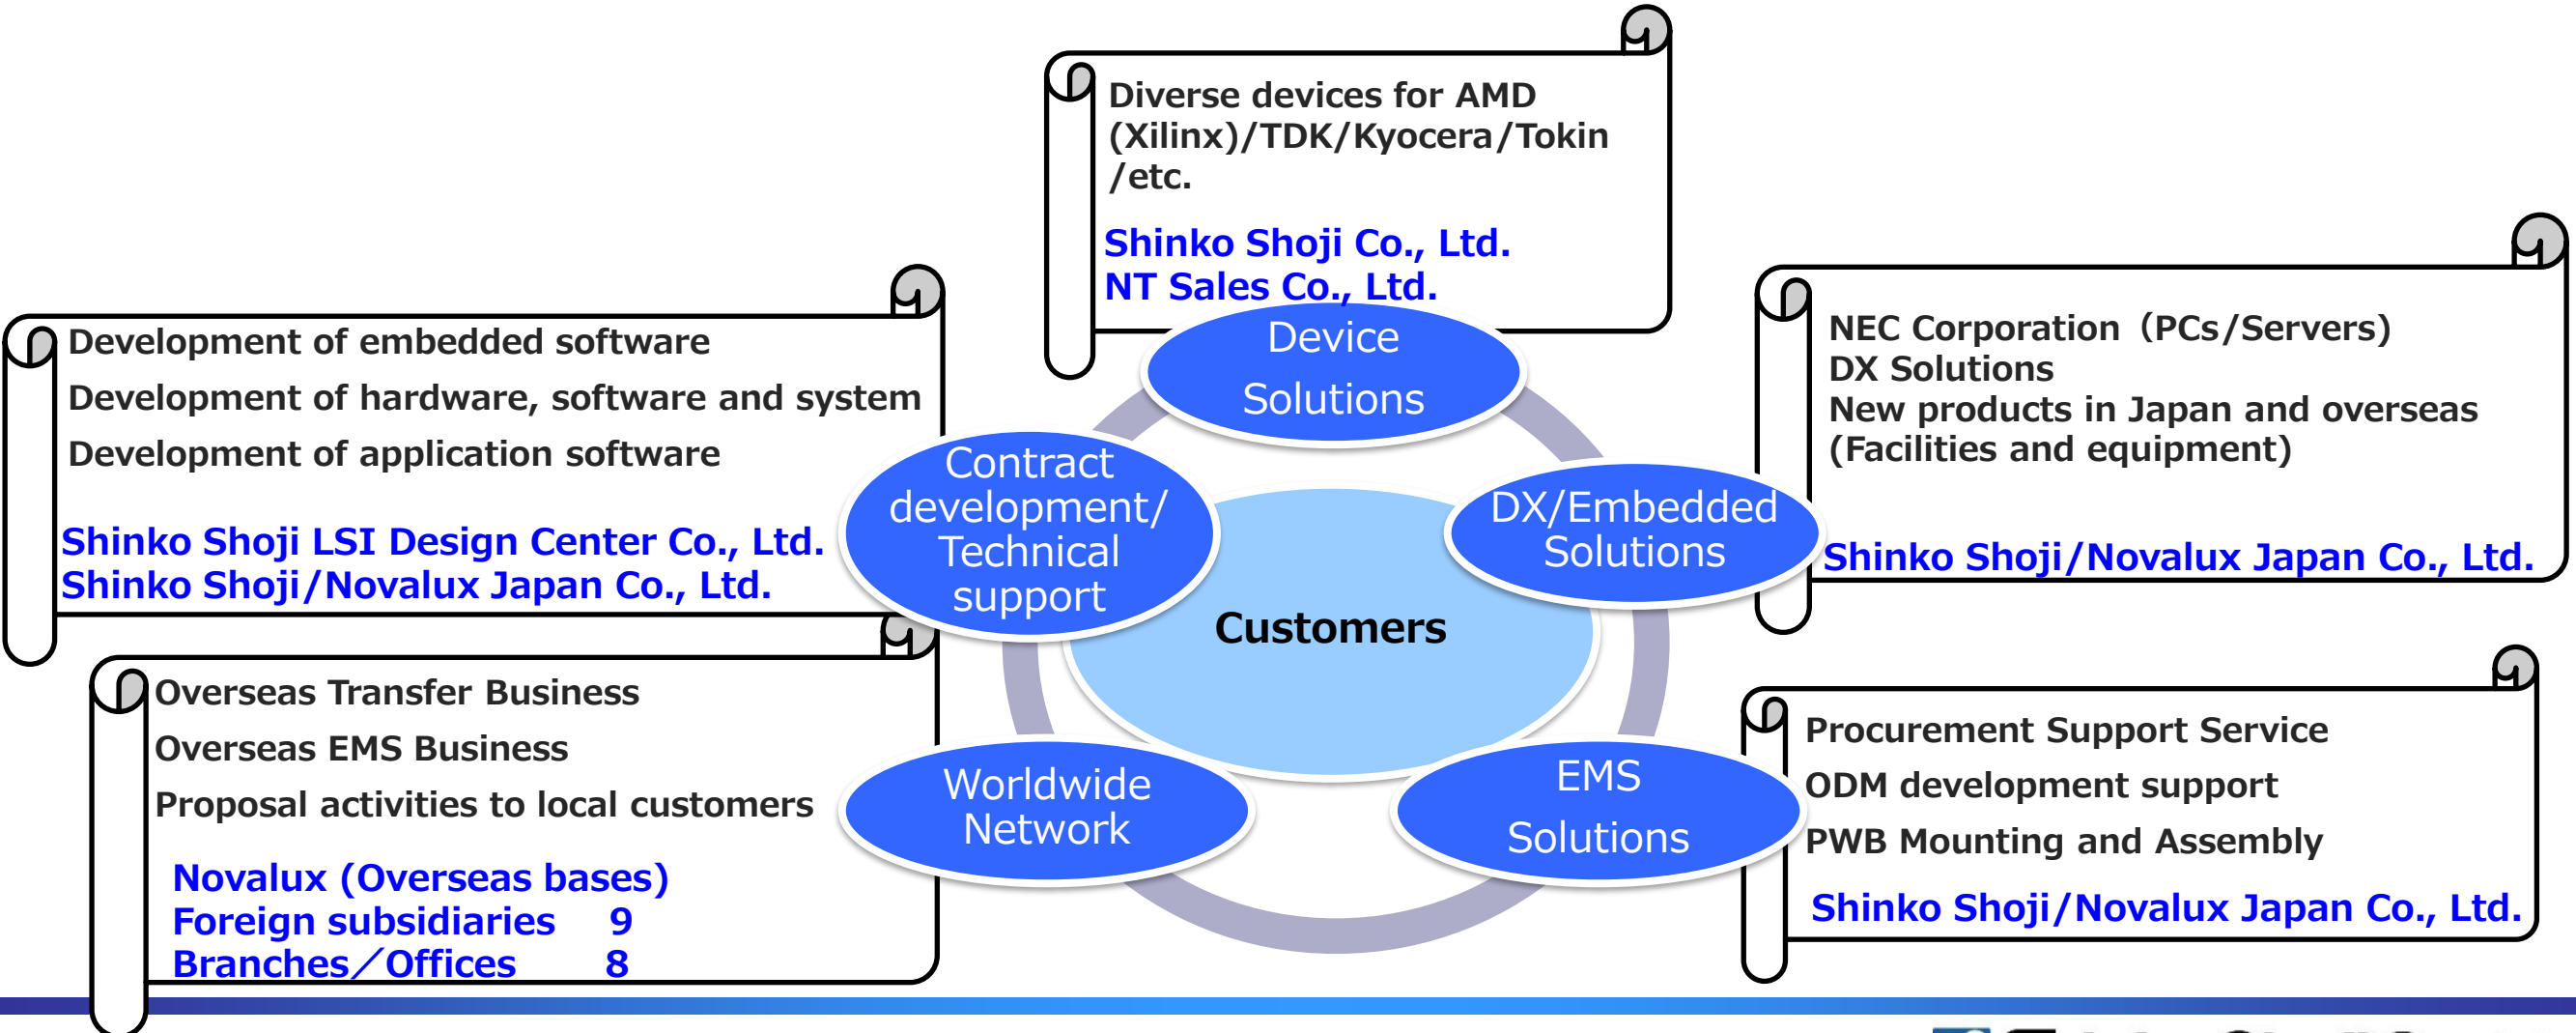 Diverse devices for AMD
(Xilinx)/TDK/Kyocera/Tokin
/etc.
Shinko Shoji Co., Ltd.
NT Sales Co., Ltd.
Device
Solutions
Development of embedded software
Development of hardware, software and system
Development of application software
Shinko Shoji LSI Design Center Co., Ltd.
Shinko Shoji/Novalux Japan Co., Ltd.
Contract
development/
Technical
support
NEC Corporation（PCs/Servers)
DX Solutions
New products in Japan and overseas
(Facilities and equipment)
Shinko Shoji/Novalux Japan Co., Ltd.
DX/Embedded
Solutions
Customers
Overseas Transfer Business
Overseas EMS Business
Proposal activities to local customers
Novalux (Overseas bases)
Foreign subsidiaries 9
Branches／Offices 8
Worldwide
Network
EMS
Solutions
Procurement Support Service
ODM development support
PWB Mounting and Assembly
Shinko Shoji/Novalux Japan Co., Ltd.